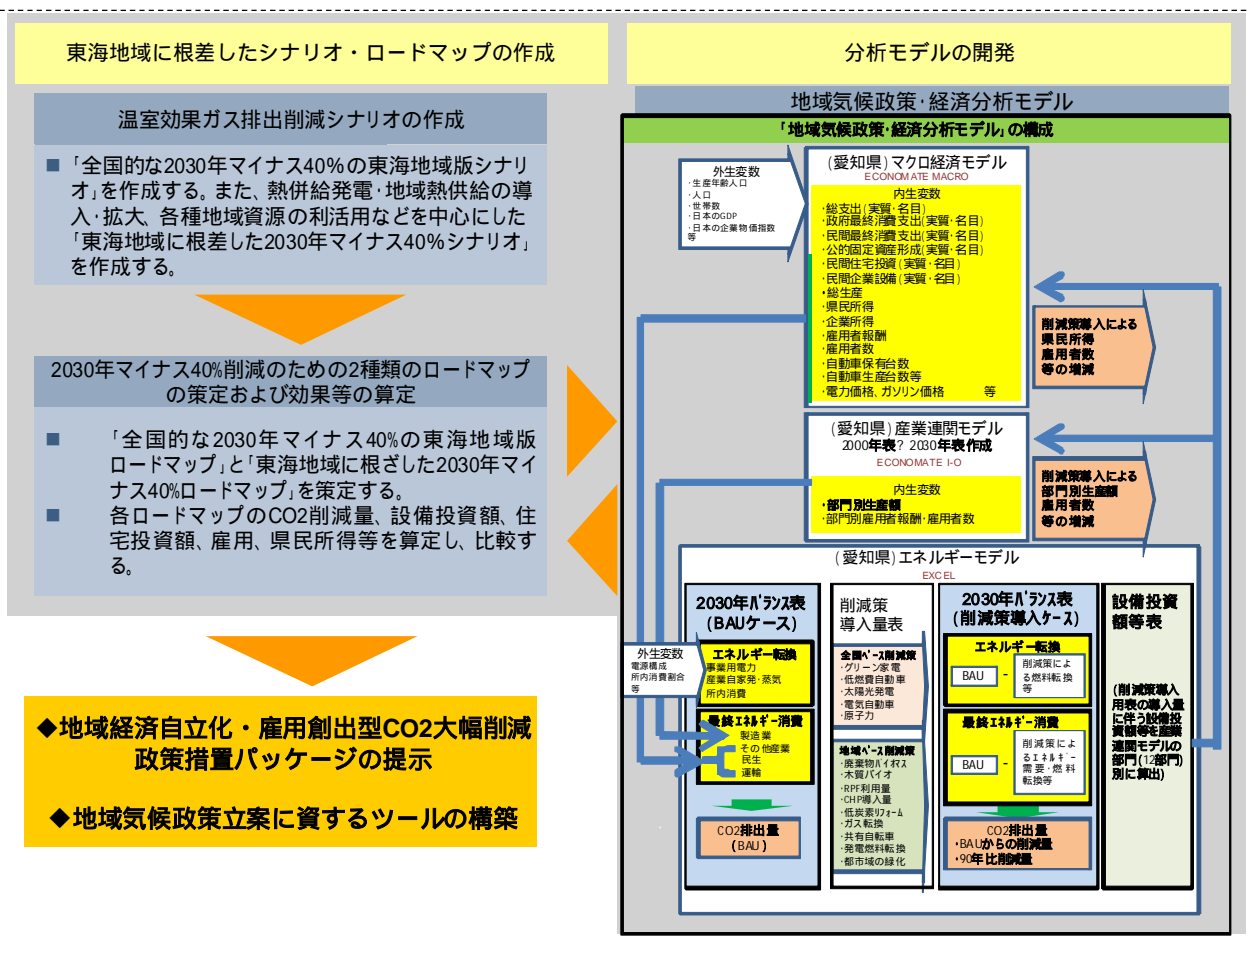 東海地域に根差したシナリオ・ロードマップの作成
温室効果ガス排出削減シナリオの作成
■ 「全国的な2030年マイナス40％の東海地域版シナリ
オ」を作成する。また、熱併給発電・地域熱供給の導
入・拡大、各種地域資源の利活用などを中心にした
「東海地域に根差した2030年マイナス40％シナリオ」
を作成する。
2030年マイナス40％削減のための2種類のロードマップ
の策定および効果等の算定
■ 「全国的な2030年マイナス40％の東海地域版
ロードマップ」と「東海地域に根ざした2030年マイ
ナス40％ロードマップ」を策定する。
■ 各ロードマップのCO2削減量、設備投資額、住
宅投資額、雇用、県民所得等を算定し、比較す
る。
◆地域経済自立化・雇用創出型CO2大幅削減
政策措置パッケージの提示
◆地域気候政策立案に資するツールの構築
分析モデルの開発
地域気候政策・経済分析モデル
「地域気候政策・経済分析モデル」の構成
外生変数
・生産年齢人口
・人口
・世帯数
・日本のGDP
・日本の企業物価指数
等
(愛知県)マクロ経済モデル
ECONOMATE MACRO
内生変数
・総支出(実質・名目)
・政府最終消費支出(実質・名目)
・民間最終消費支出(実質・名目)
・公的固定資産形成(実質・名目)
・民間住宅投資(実質・名目)
・民間企業設備(実質・名目)
・総生産
・県民所得
・企業所得
・雇用者報酬
・雇用者数
・自動車保有台数
・自動車生産台数等
・電力価格、ガソリン価格 等
削減策導入による
県民所得
雇用者数
等の増減
(愛知県)産業連関モデル
2000年表? 2030年表作成
ECONOMATE I-O
内生変数
・部門別生産額
・部門別雇用者報酬・雇用者数
削減策導入による
部門別生産額
雇用者数
等の増減
(愛知県)エネルギーモデル
EXCEL
2030年バランス表
(BAUケース)
外生変数
電源構成
所内消費割合
等
エネルギー転換
事業用電力
産業自家発・蒸気
所内消費
最終エネルギー消費
製造業
その他産業
民生
運輸
CO2排出量
(BAU)
削減策
導入量表
全国ベース削減策
・グリーン家電
・低燃費自動車
・太陽光発電
・電気自動車
・原子力
地域ベース削減策
・廃棄物バイオマス
・木質バイオ
・RPF利用量
・CHP導入量
・低炭素リフォーム
・ガス転換
・共有自転車
・発電燃料転換
・都市域の緑化
2030年バランス表
(削減策導入ケース)
エネルギー転換
BAU - 削減策によ
る燃料転換
等
最終エネルギー消費
BAU - 削減策によ
るエネルギー
需要・燃料
転換等
CO2排出量
・BAUからの削減量
・90年比削減量
設備投資
額等表
(削減策導入
用表の導入量
に伴う設備投
資額等を産業
連関モデルの
部門(12部門)
別に算出)